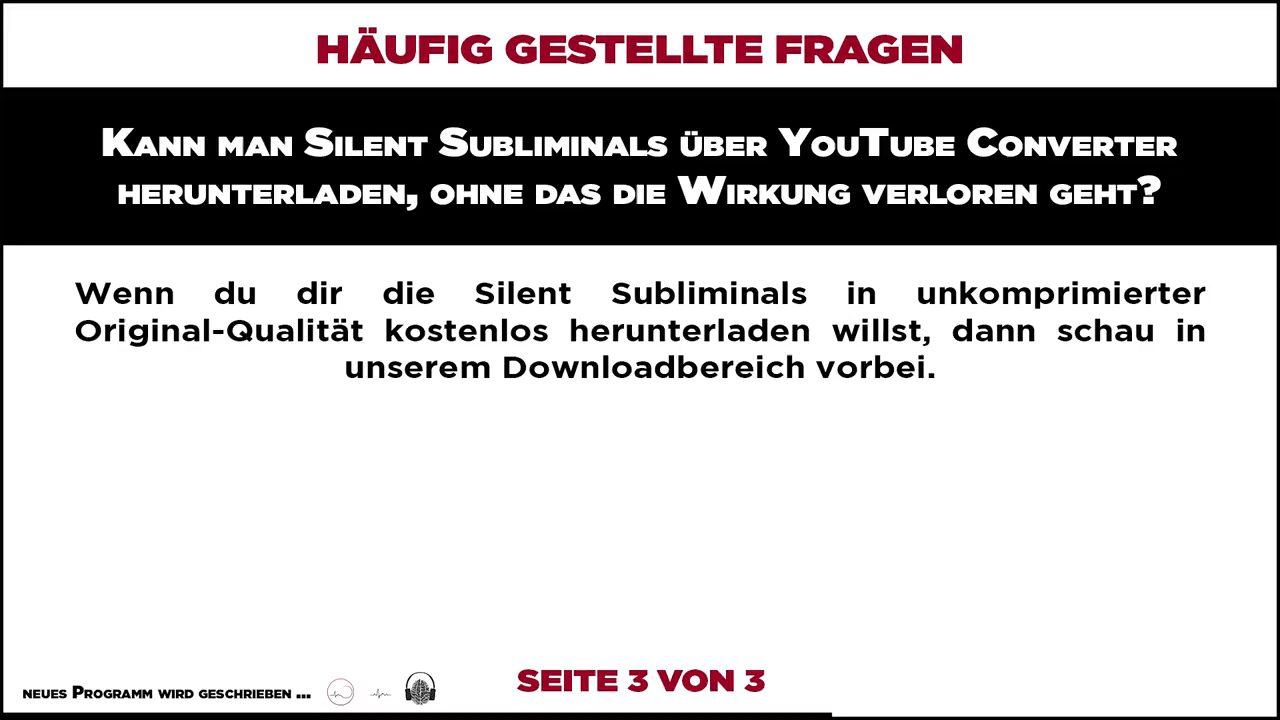 HÄUFIG GESTELLTE FRAGEN
Kann man Silent Subliminals über YouTube Converter
herunterladen, ohne das die Wirkung verloren geht?
Wenn du dir die Silent Subliminals in unkomprimierter
Original-Qualität kostenlos herunterladen willst, dann schau in
unserem Downloadbereich vorbei.
SEITE 3 VON 3
neues Programm wird geschrieben ...